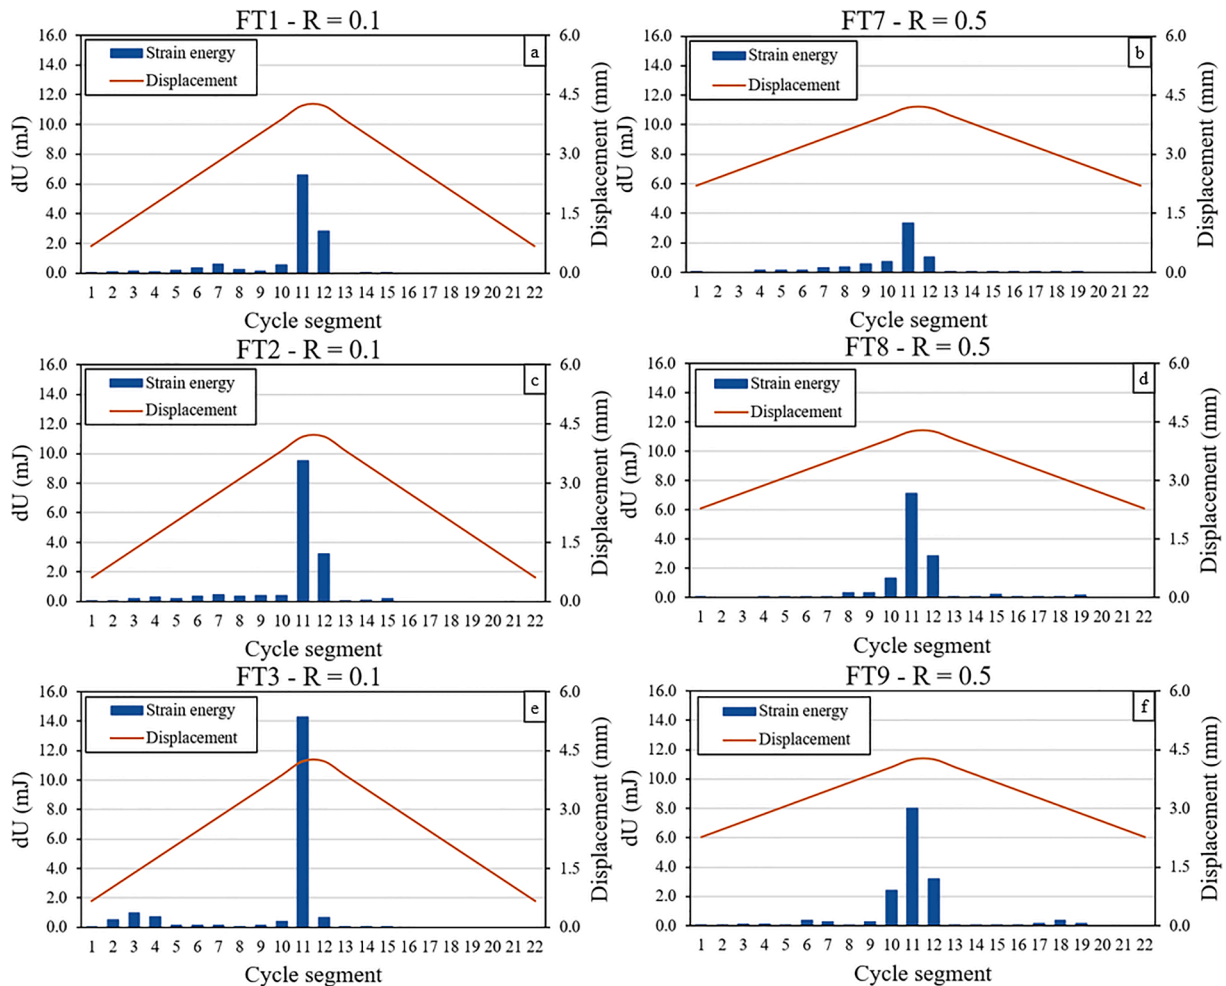 FT1 - R = 0.1
16.0
14.0
12.0
10.0
8.0
6.0
4.0
2.0
0.0
dU (mJ)
Strain energy
Displacement
a
6.0
4.5
3.0
1.5
0.0
Displacement (mm)
1 2 3 4 5 6 7 8 9 10 11 12 13 14 15 16 17 18 19 20 21 22
Cycle segment
FT7 - R = 0.5
16.0
14.0
12.0
10.0
8.0
6.0
4.0
2.0
0.0
dU (mJ)
Strain energy
Displacement
b
6.0
4.5
3.0
1.5
0.0
Displacement (mm)
1 2 3 4 5 6 7 8 9 10 11 12 13 14 15 16 17 18 19 20 21 22
Cycle segment
FT2 - R = 0.1
16.0
14.0
12.0
10.0
8.0
6.0
4.0
2.0
0.0
dU (mJ)
Strain energy
Displacement
c
6.0
4.5
3.0
1.5
0.0
Displacement (mm)
1 2 3 4 5 6 7 8 9 10 11 12 13 14 15 16 17 18 19 20 21 22
Cycle segment
FT8 - R = 0.5
16.0
14.0
12.0
10.0
8.0
6.0
4.0
2.0
0.0
dU (mJ)
Strain energy
Displacement
d
6.0
4.5
3.0
1.5
0.0
Displacement (mm)
1 2 3 4 5 6 7 8 9 10 11 12 13 14 15 16 17 18 19 20 21 22
Cycle segment
FT3 - R = 0.1
16.0
14.0
12.0
10.0
8.0
6.0
4.0
2.0
0.0
dU (mJ)
Strain energy
Displacement
e
6.0
4.5
3.0
1.5
0.0
Displacement (mm)
1 2 3 4 5 6 7 8 9 10 11 12 13 14 15 16 17 18 19 20 21 22
Cycle segment
FT9 - R = 0.5
16.0
14.0
12.0
10.0
8.0
6.0
4.0
2.0
0.0
dU (mJ)
Strain energy
Displacement
f
6.0
4.5
3.0
1.5
0.0
Displacement (mm)
1 2 3 4 5 6 7 8 9 10 11 12 13 14 15 16 17 18 19 20 21 22
Cycle segment